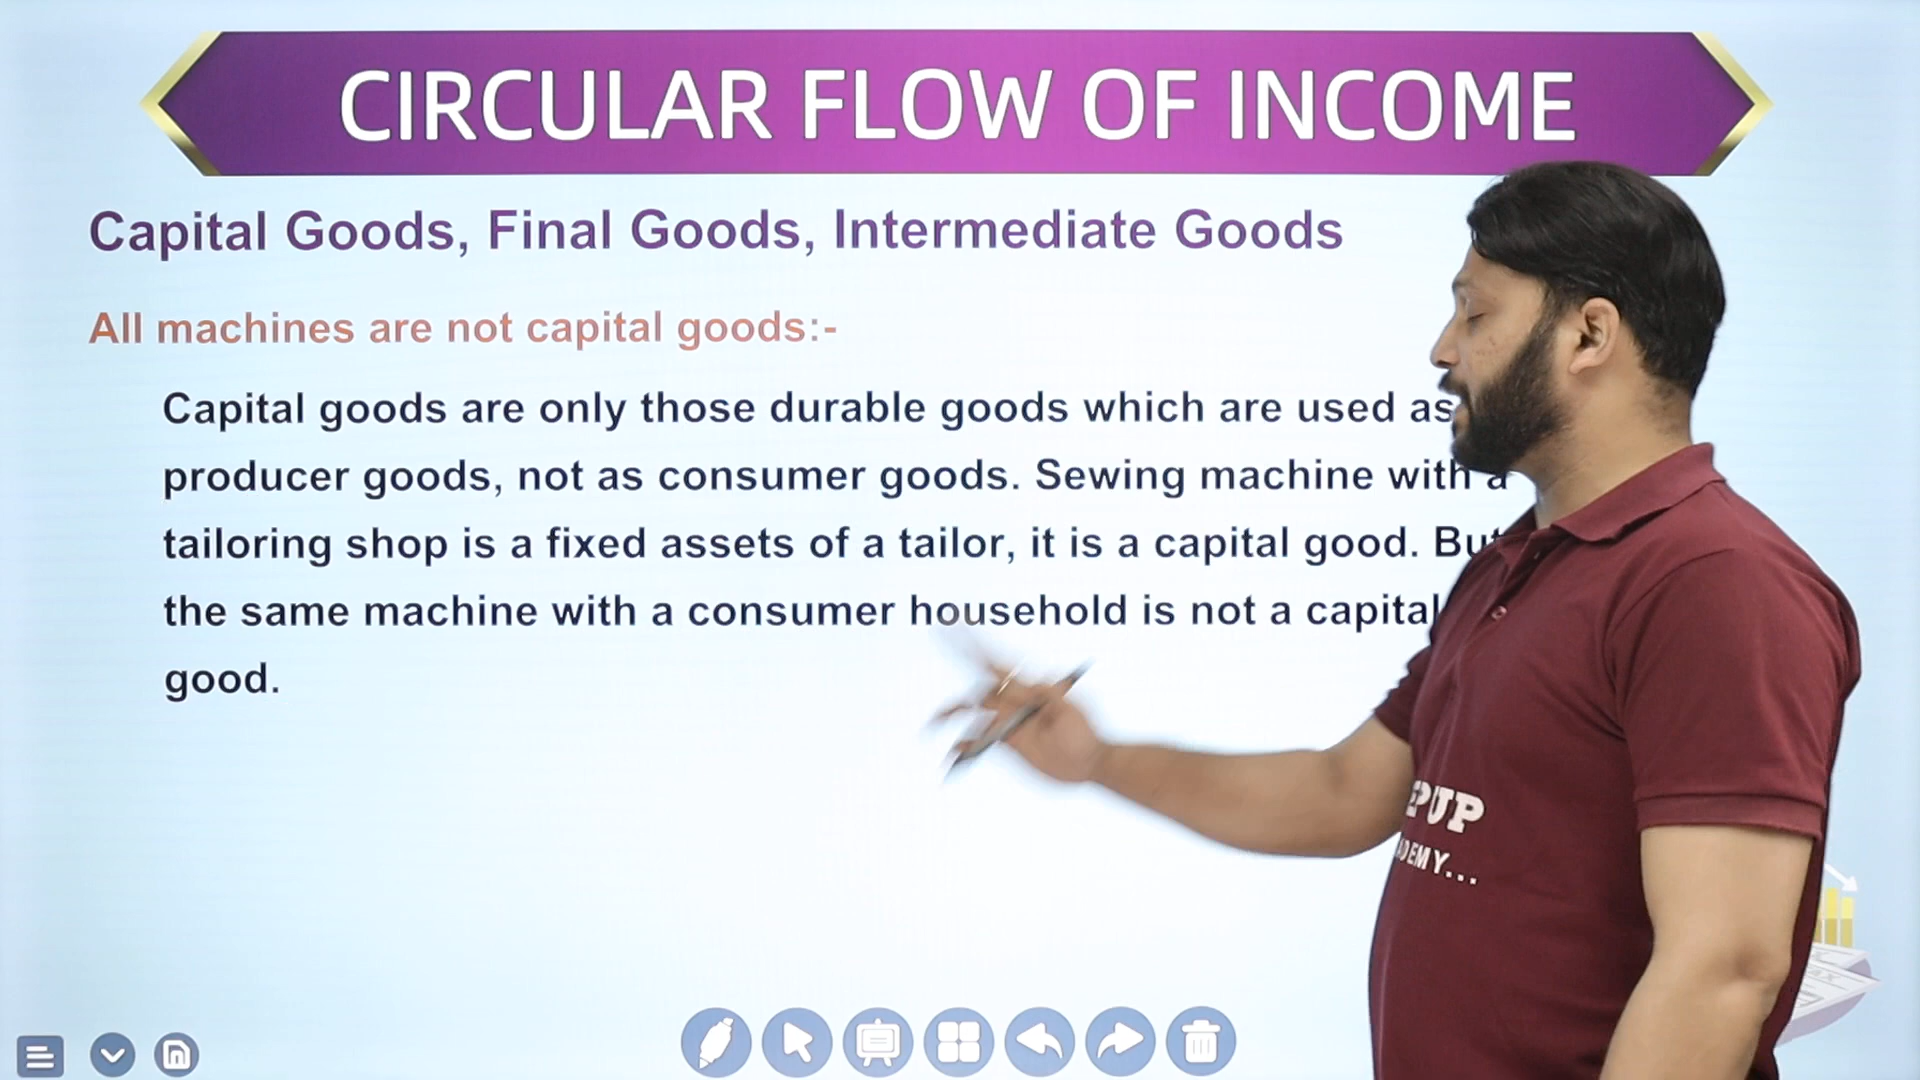 CIRCULAR FLOW OF INCOME
Capital Goods, Final Goods, Intermediate Goods
All machines are not capital goods:-
Capital goods are only those durable goods which are used as
producer goods, not as consumer goods. Sewing machine with a
tailoring shop is a fixed assets of a tailor, it is a capital good. But
the same machine with a consumer household is not a capital
good.